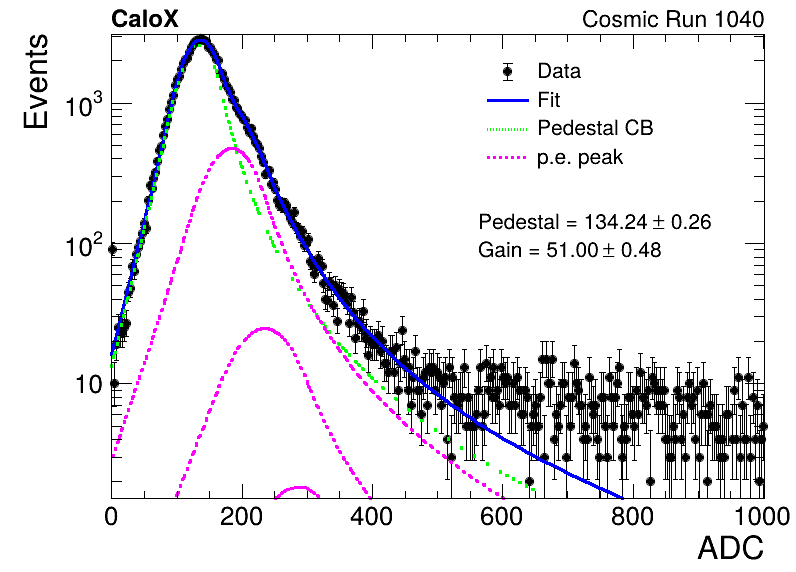 CaloX Cosmic Run 1040
Events
Data
Fit
Pedestal CB
p.e. peak
Pedestal = 134.24 ± 0.26
Gain = 51.00 ± 0.48
10³
10²
10
0 200 400 600 800 1000
ADC